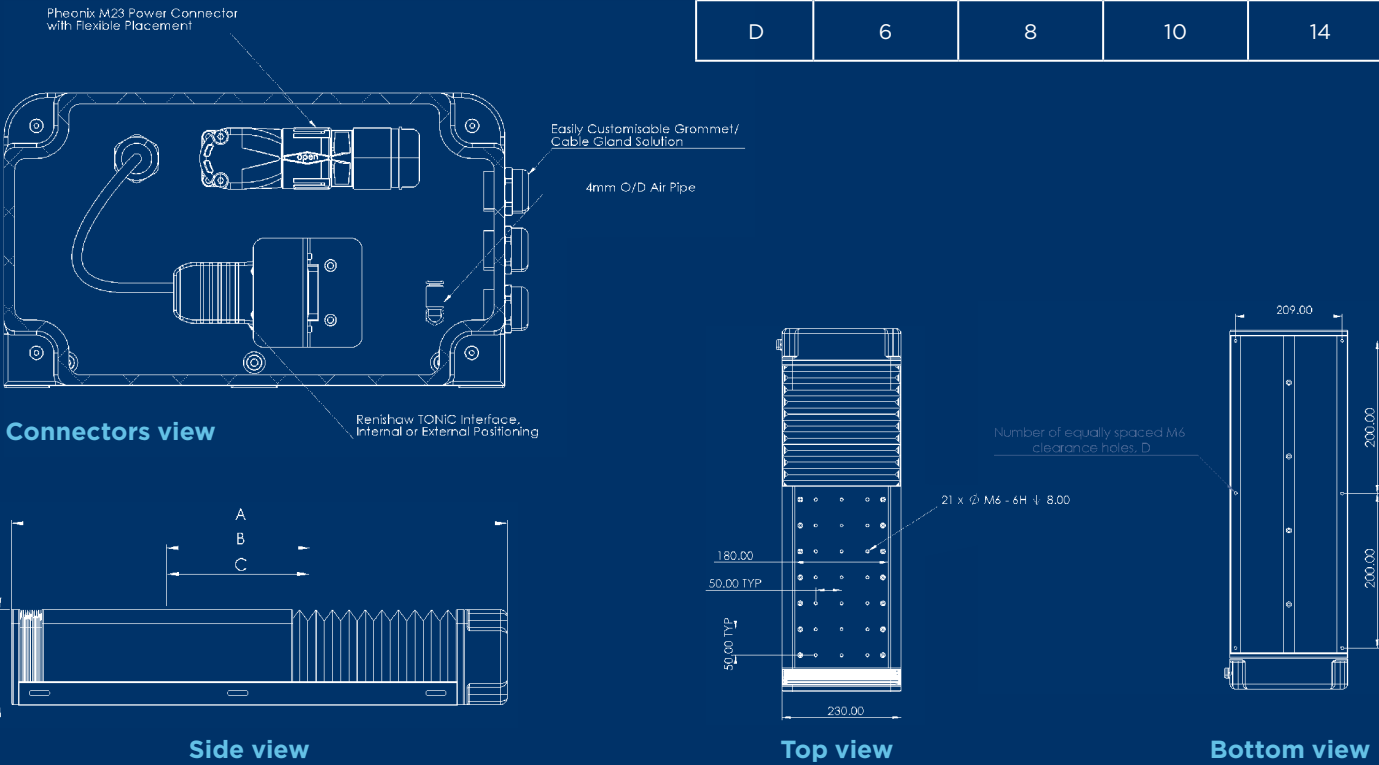 Pheonix M23 Power Connector
with Flexible Placement
D 6 8 10 14
Easily Customisable Grommet/
Cable Gland Solution
4mm O/D Air Pipe
open
Renishaw TONiC Interface,
Internal or External Positioning
Connectors view
A
B
C
Side view
Number of equally spaced M6
clearance holes, D
21 x ∅ M6 - 6H ↧ 8.00
180.00
50.00 TYP
50.00 TYP
230.00
Top view
209.00
200.00
200.00
Bottom view